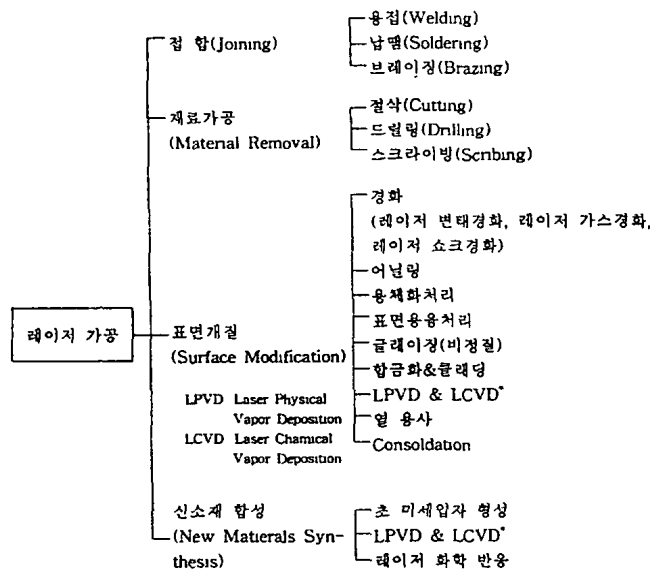 접 합(Joining)
용접(Welding)
납땜(Soldering)
브레이징(Brazing)
재료가공
(Material Removal)
절삭(Cutting)
드릴링(Drilling)
스크라이빙(Scribing)
레이저 가공
표면개질
(Surface Modification)
LPVD Laser Physical
Vapor Deposition
LCVD Laser Chamical
Vapor Deposition
경화
(레이저 변태경화, 레이저 가스경화,
레이저 쇼크경화)
어닐링
용체화처리
표면용융처리
글래이징(비정질)
합금화&클래딩
LPVD & LCVD*
열 용사
Consoldation
신소재 합성
(New Matierals Syn-
thesis)
초 미세입자 형성
LPVD & LCVD*
레이저 화학 반응